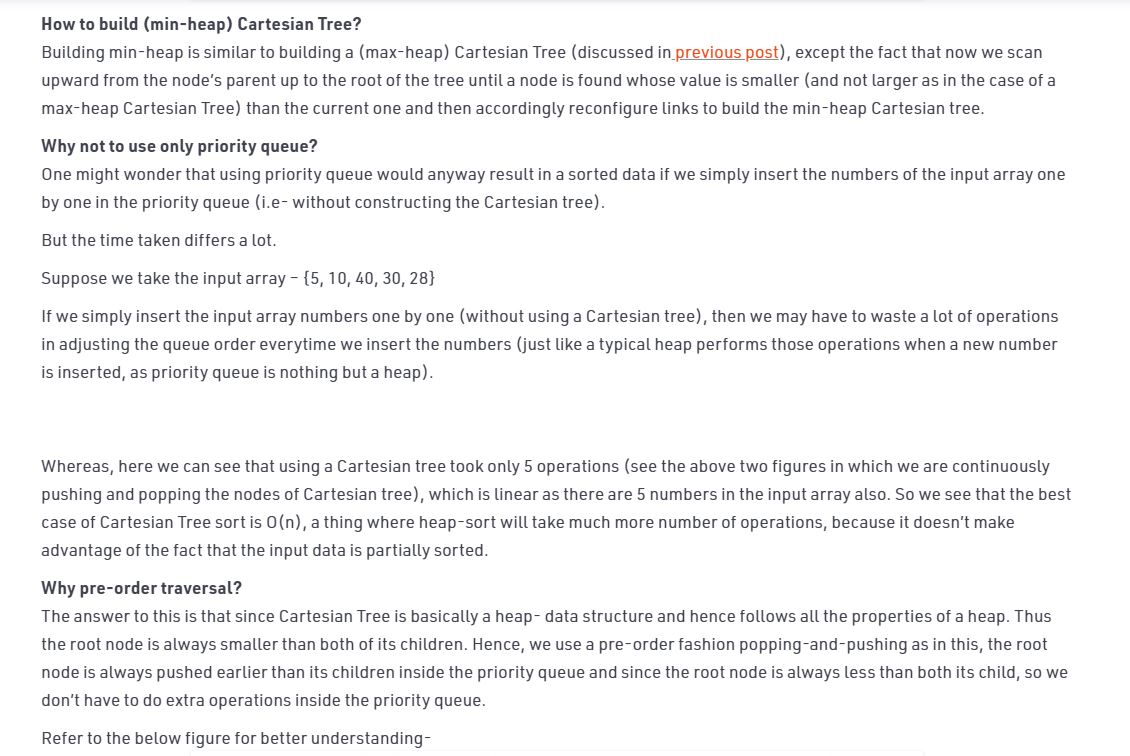 How to build (min-heap) Cartesian Tree?
Building min-heap is similar to building a (max-heap) Cartesian Tree (discussed in previous post), except the fact that now we scan
upward from the node's parent up to the root of the tree until a node is found whose value is smaller (and not larger as in the case of a
max-heap Cartesian Tree) than the current one and then accordingly reconfigure links to build the min-heap Cartesian tree.
Why not to use only priority queue?
One might wonder that using priority queue would anyway result in a sorted data if we simply insert the numbers of the input array one
by one in the priority queue (i.e- without constructing the Cartesian tree).
But the time taken differs a lot.
Suppose we take the input array – {5, 10, 40, 30, 28}
If we simply insert the input array numbers one by one (without using a Cartesian tree), then we may have to waste a lot of operations
in adjusting the queue order everytime we insert the numbers (just like a typical heap performs those operations when a new number
is inserted, as priority queue is nothing but a heap).
Whereas, here we can see that using a Cartesian tree took only 5 operations (see the above two figures in which we are continuously
pushing and popping the nodes of Cartesian tree), which is linear as there are 5 numbers in the input array also. So we see that the best
case of Cartesian Tree sort is O(n), a thing where heap-sort will take much more number of operations, because it doesn't make
advantage of the fact that the input data is partially sorted.
Why pre-order traversal?
The answer to this is that since Cartesian Tree is basically a heap- data structure and hence follows all the properties of a heap. Thus
the root node is always smaller than both of its children. Hence, we use a pre-order fashion popping-and-pushing as in this, the root
node is always pushed earlier than its children inside the priority queue and since the root node is always less than both its child, so we
don't have to do extra operations inside the priority queue.
Refer to the below figure for better understanding-